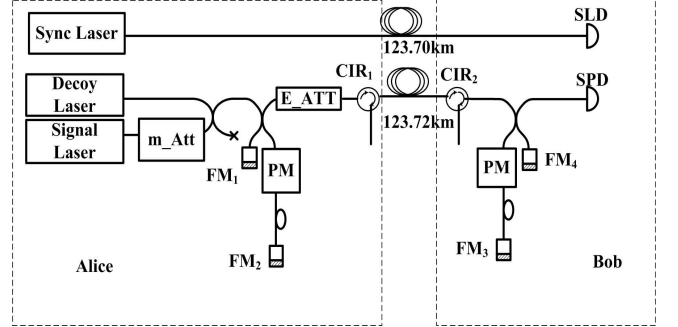 Sync Laser
SLD
123.70km
Decoy
Laser
E_ATT
CIR₁
CIR₂
SPD
Signal
Laser
m_Att
123.72km
FM₁
PM
PM
FM₄
FM₂
FM₃
Alice
Bob